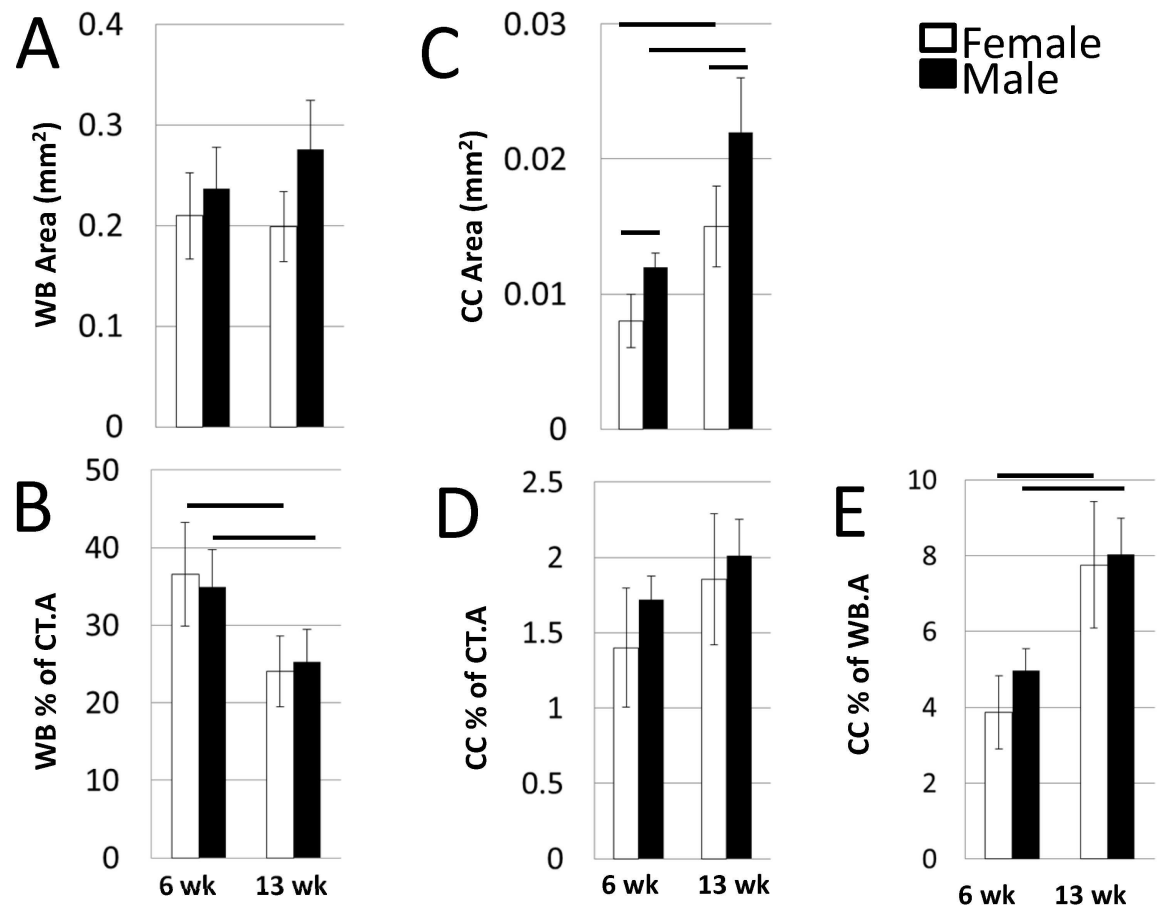 A
WB Area (mm²)
0.4
0.3
0.2
0.1
0
C
CC Area (mm²)
0.03
0.02
0.01
0
Female
Male
B
WB % of CT.A
50
40
30
20
10
0
6 wk 13 wk
D
CC % of CT.A
2.5
2
1.5
1
0.5
0
6 wk 13 wk
E
CC % of WB.A
10
8
6
4
2
0
6 wk 13 wk